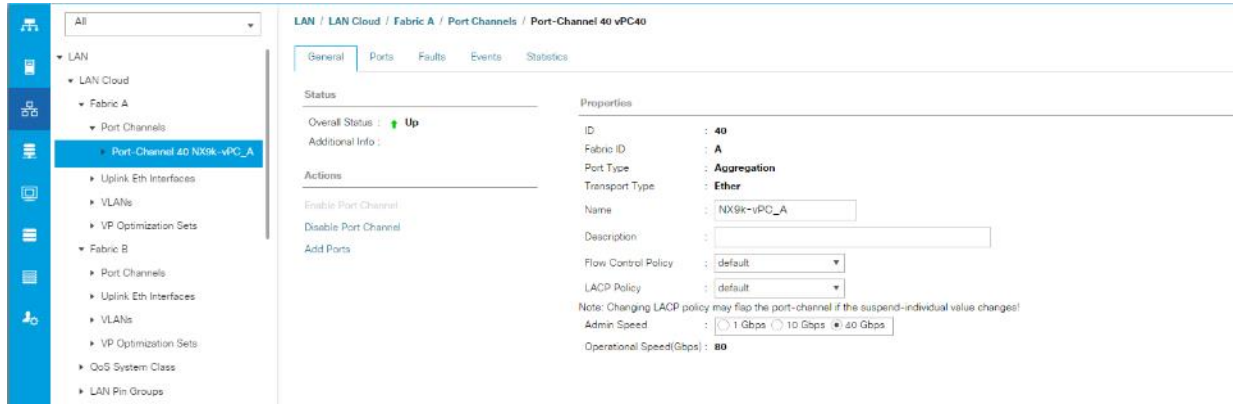 All
LAN
LAN Cloud
Fabric A
Port Channels
Port-Channel 40 NX9k-vPC_A
Uplink Eth Interfaces
VLANs
VP Optimization Sets
Fabric B
Port Channels
Uplink Eth Interfaces
VLANs
VP Optimization Sets
QoS System Class
LAN Pin Groups
LAN / LAN Cloud / Fabric A / Port Channels / Port-Channel 40 vPC40
General Ports Faults Events Statistics
Status
Overall Status : Up
Additional Info :
Actions
Enable Port Channel
Disable Port Channel
Add Ports
Properties
ID : 40
Fabric ID : A
Port Type : Aggregation
Transport Type : Ether
Name : NX9k-vPC_A
Description :
Flow Control Policy : default
LACP Policy : default
Note: Changing LACP policy may flap the port-channel if the suspend-individual value changes!
Admin Speed : 1 Gbps 10 Gbps 40 Gbps
Operational Speed(Gbps) : 80